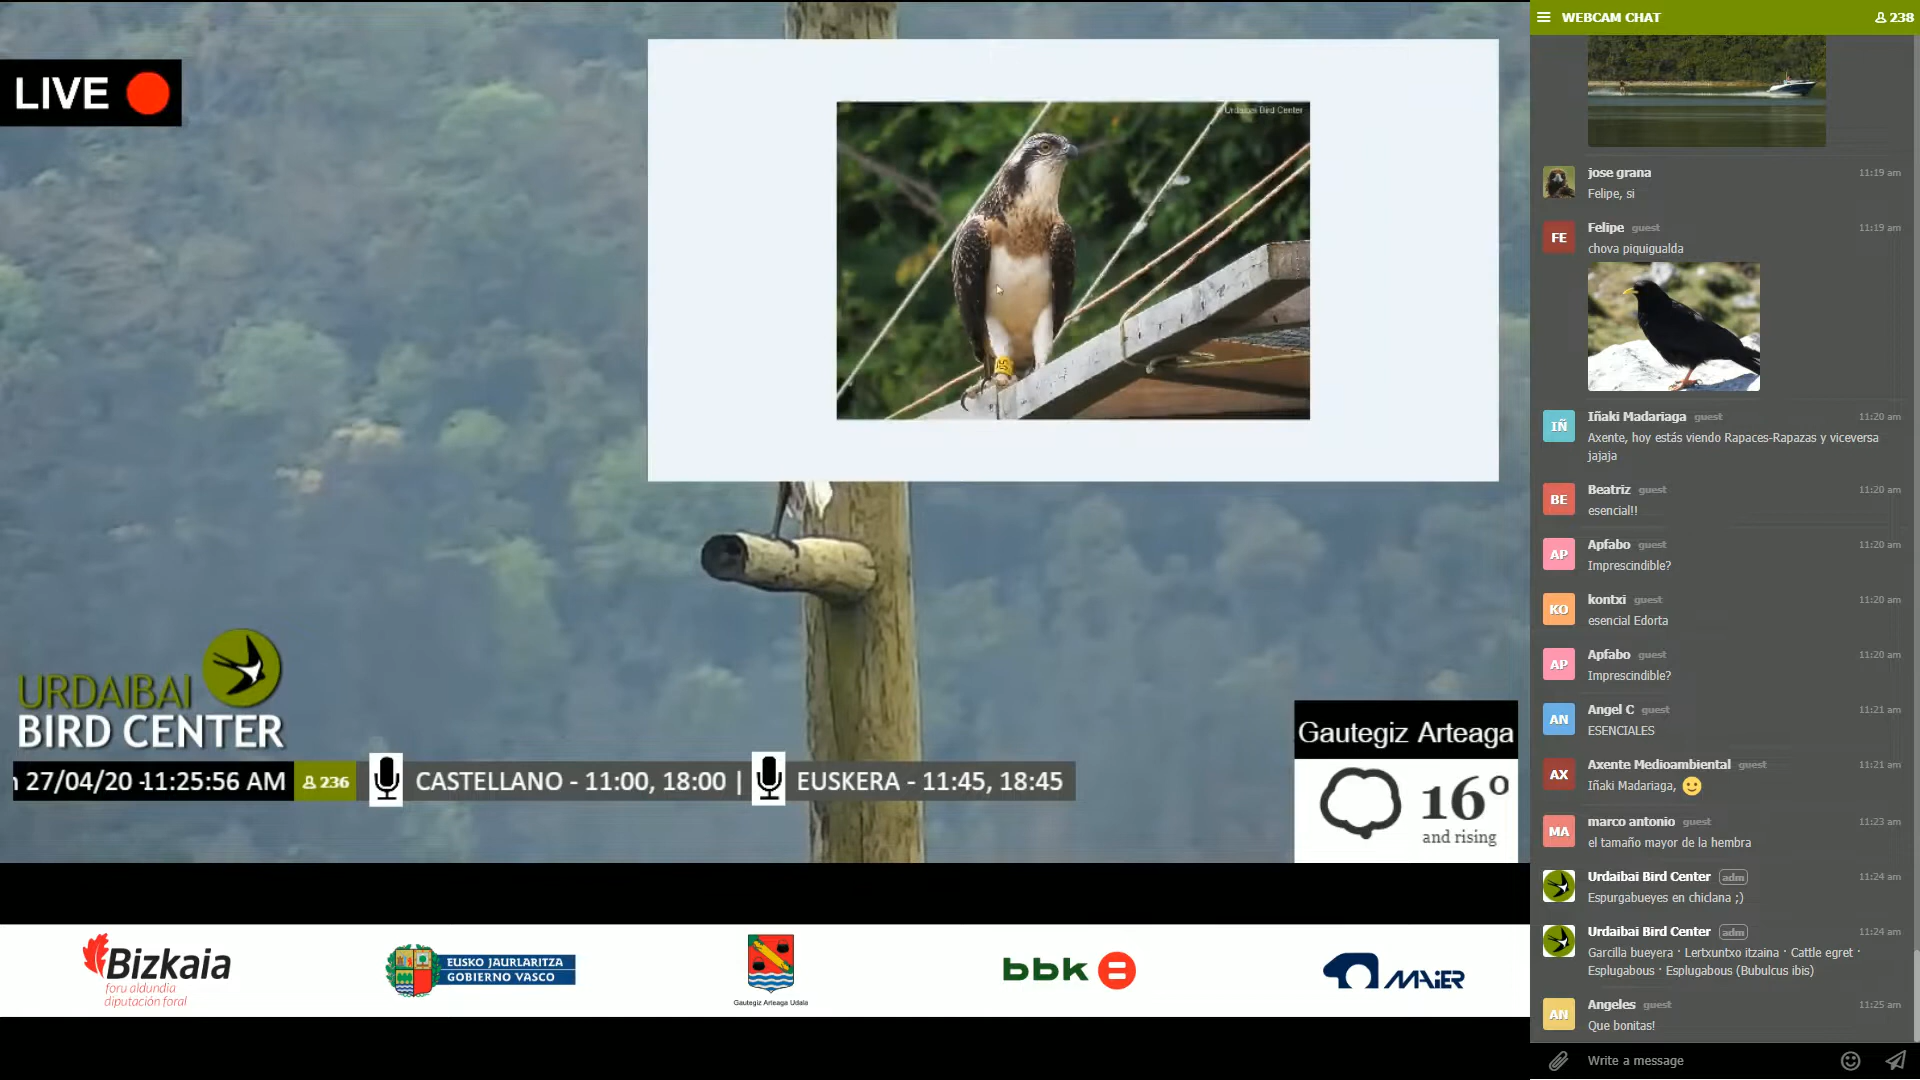 LIVE
© Urdaibai Bird Center
URDAIBAI
BIRD CENTER
27/04/20 -11:25:56 AM
236
CASTELLANO - 11:00, 18:00 |
EUSKERA - 11:45, 18:45
Gautegiz Arteaga
16°
and rising
Bizkaia
foru aldundia
diputación foral
EUSKO JAURLARITZA
GOBIERNO VASCO
Gautegiz Arteaga Udala
bbk
MAIER
WEBCAM CHAT
238
jose grana 11:19 am
Felipe, si
FE
Felipe guest 11:19 am
chova piquigualda
IÑ
Iñaki Madariaga guest 11:20 am
Axente, hoy estás viendo Rapaces-Rapazas y viceversa
jajaja
BE
Beatriz guest 11:20 am
esencial!!
AP
Apfabo guest 11:20 am
Imprescindible?
KO
kontxi guest 11:20 am
esencial Edorta
AP
Apfabo guest 11:20 am
Imprescindible?
AN
Angel C guest 11:21 am
ESENCIALES
AX
Axente Medioambiental guest 11:21 am
Iñaki Madariaga, 🙂
MA
marco antonio guest 11:23 am
el tamaño mayor de la hembra
Urdaibai Bird Center adm 11:24 am
Espurgabueyes en chiclana ;)
Urdaibai Bird Center adm 11:24 am
Garcilla bueyera · Lertxuntxo itzaina · Cattle egret ·
Esplugabous · Esplugabous (Bubulcus ibis)
AN
Angeles guest 11:25 am
Que bonitas!
Write a message